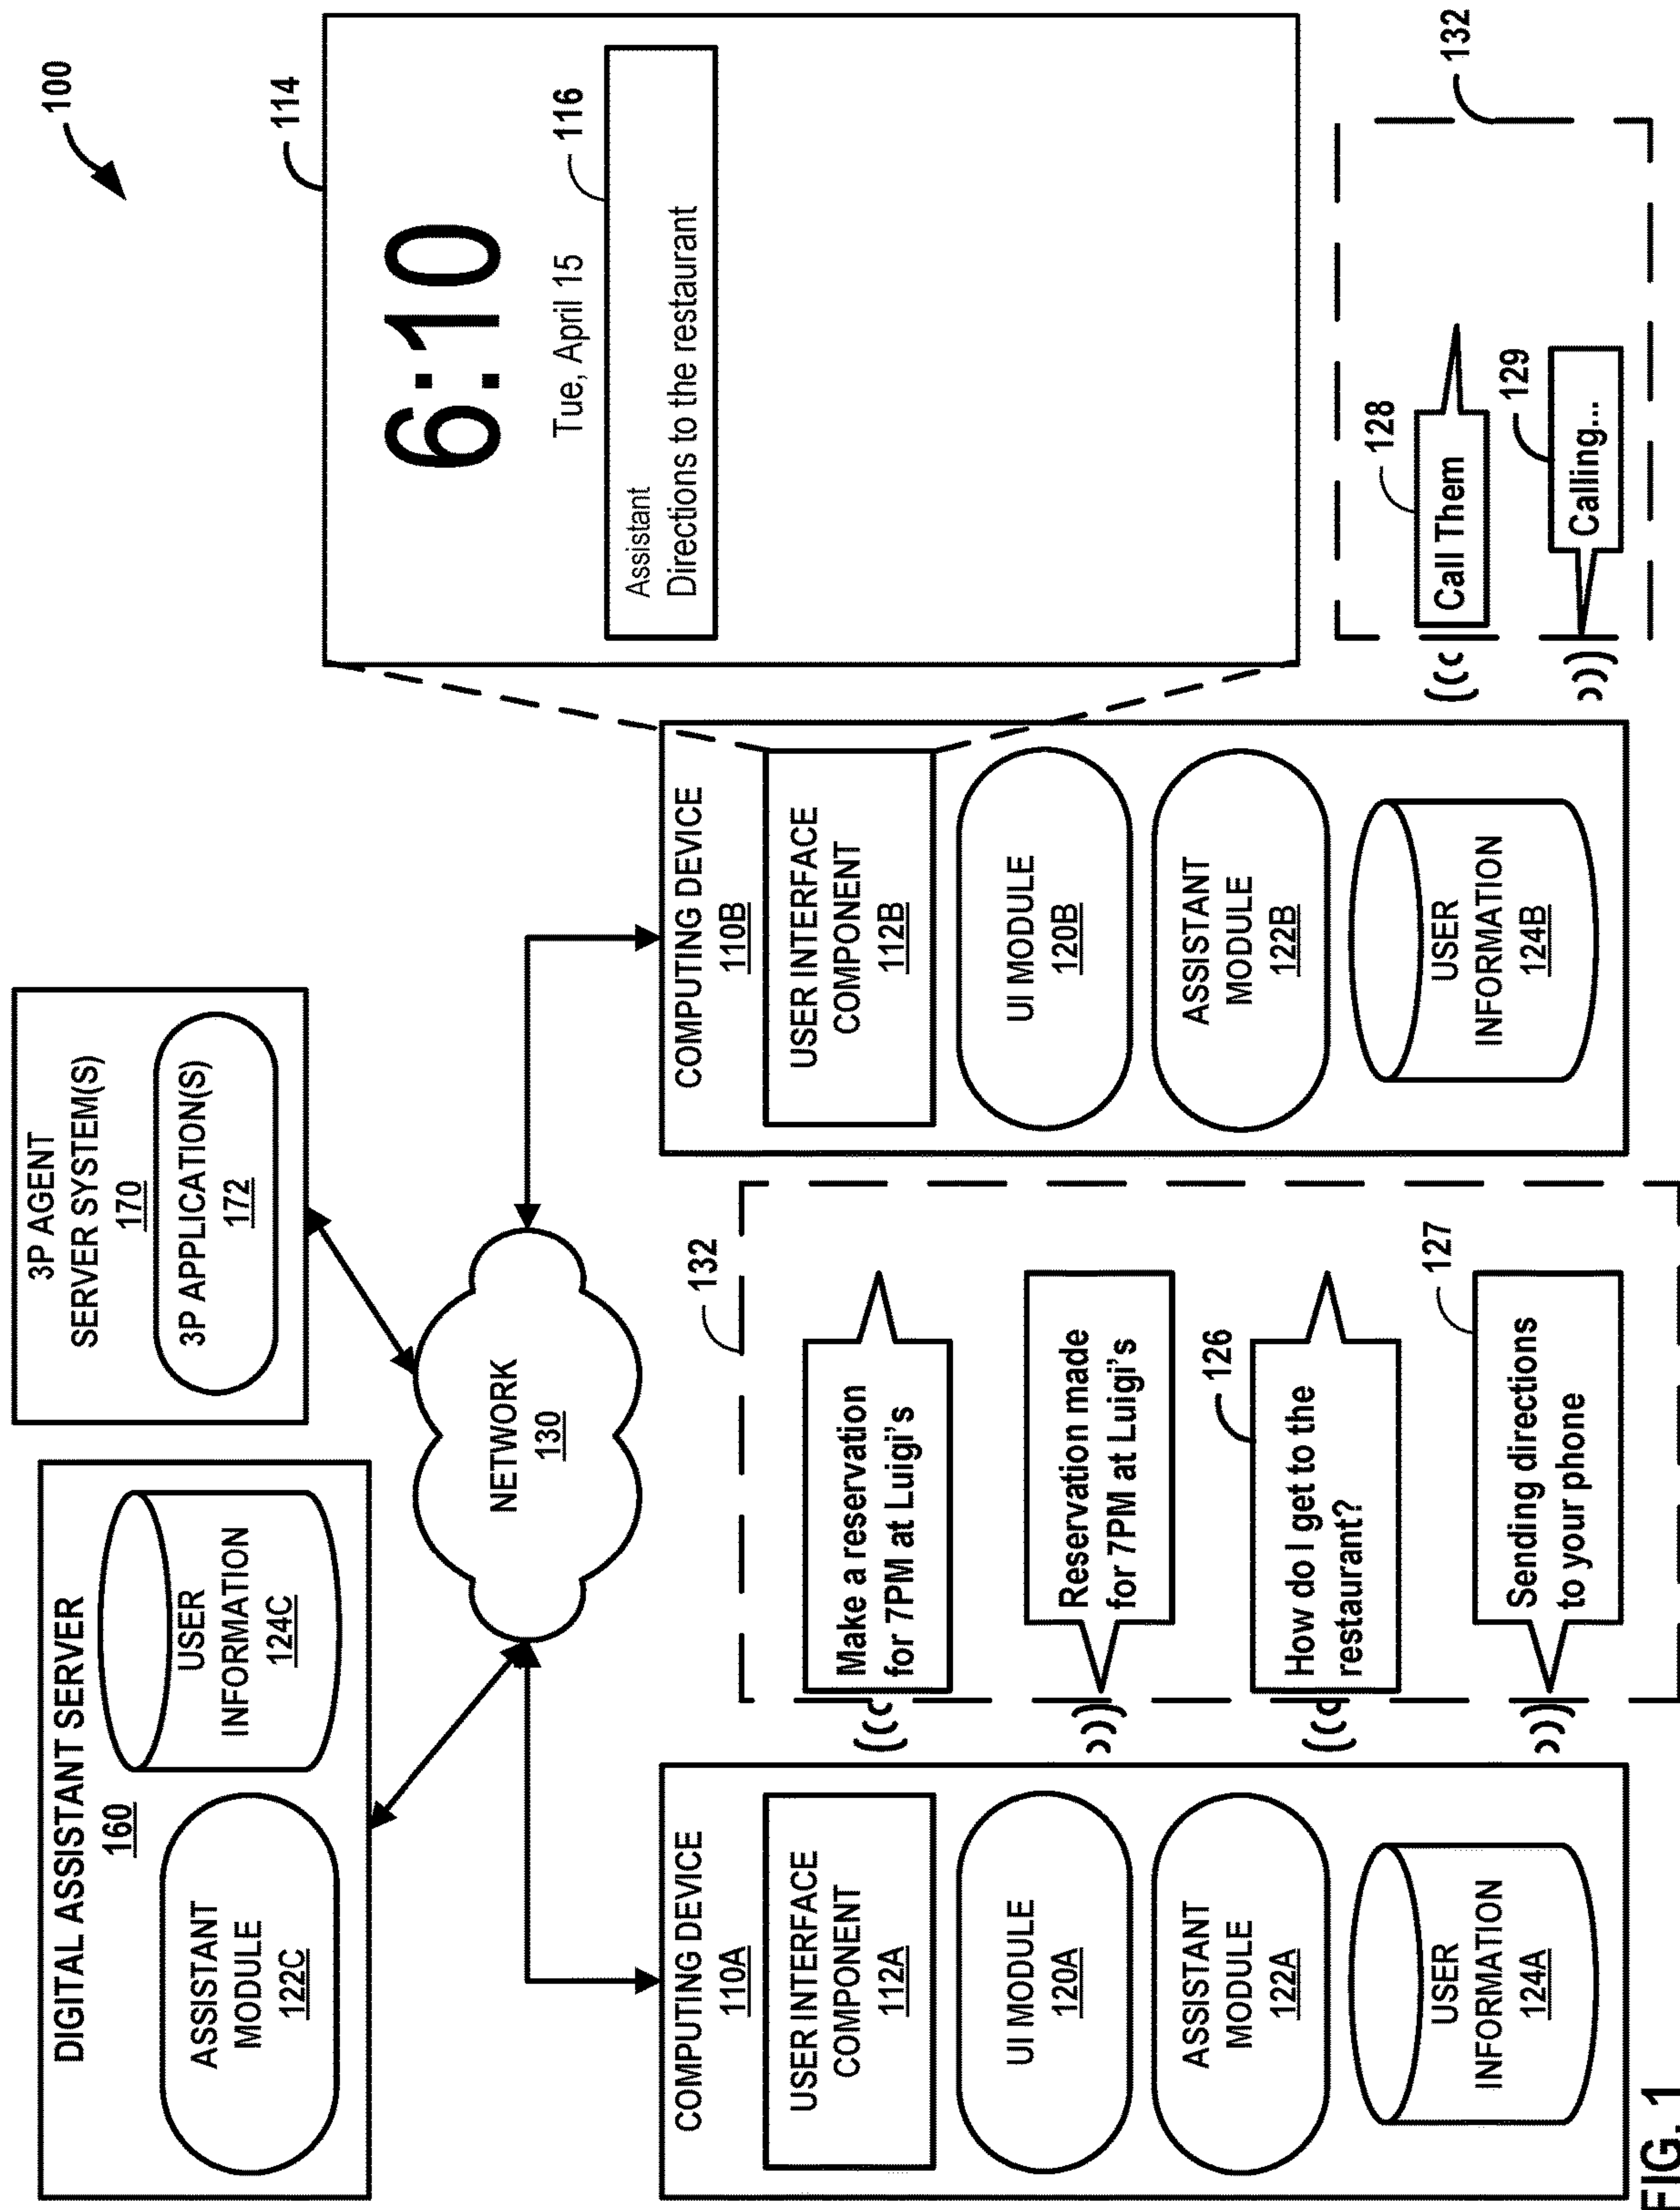 100
DIGITAL ASSISTANT SERVER
160
ASSISTANT
MODULE
122C
USER
INFORMATION
124C
3P AGENT
SERVER SYSTEM(S)
170
3P APPLICATION(S)
172
NETWORK
130
114
6:10
Tue, April 15
116
Assistant
Directions to the restaurant
COMPUTING DEVICE
110A
USER INTERFACE
COMPONENT
112A
UI MODULE
120A
ASSISTANT
MODULE
122A
USER
INFORMATION
124A
132
Make a reservation
for 7PM at Luigi's
Reservation made
for 7PM at Luigi's
126
How do I get to the
restaurant?
127
Sending directions
to your phone
COMPUTING DEVICE
110B
USER INTERFACE
COMPONENT
112B
UI MODULE
120B
ASSISTANT
MODULE
122B
USER
INFORMATION
124B
128
Call Them
129
Calling...
132
FIG. 1